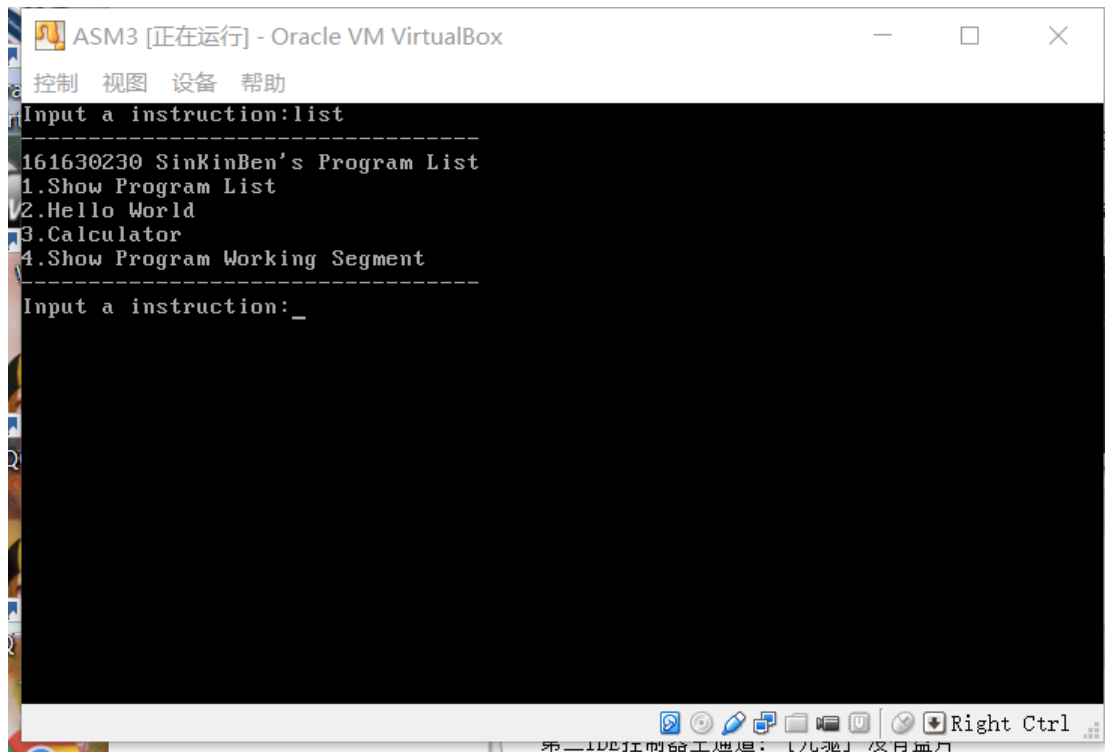 ASM3 [正在运行] - Oracle VM VirtualBox
控制 视图 设备 帮助
Input a instruction:list
----------------------------------
161630230 SinKinBen's Program List
1.Show Program List
2.Hello World
3.Calculator
4.Show Program Working Segment
----------------------------------
Input a instruction:_
Right Ctrl